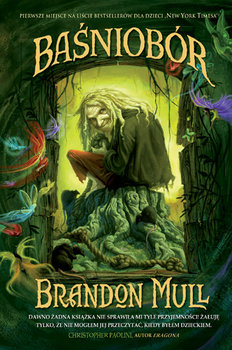 PIERWSZE MIEJSCE NA LIŚCIE BESTSELLERÓW DLA DZIECI „NEW YORK TIMESA”
BAŚNIOBÓR
BRANDON MULL
DAWNO ŻADNA KSIĄŻKA NIE SPRAWIŁA MI TYLE PRZYJEMNOŚCI! ŻAŁUJĘ
TYLKO, ŻE NIE MOGŁEM JEJ PRZECZYTAĆ, KIEDY BYŁEM DZIECKIEM.
CHRISTOPHER PAOLINI, AUTOR ERAGONA